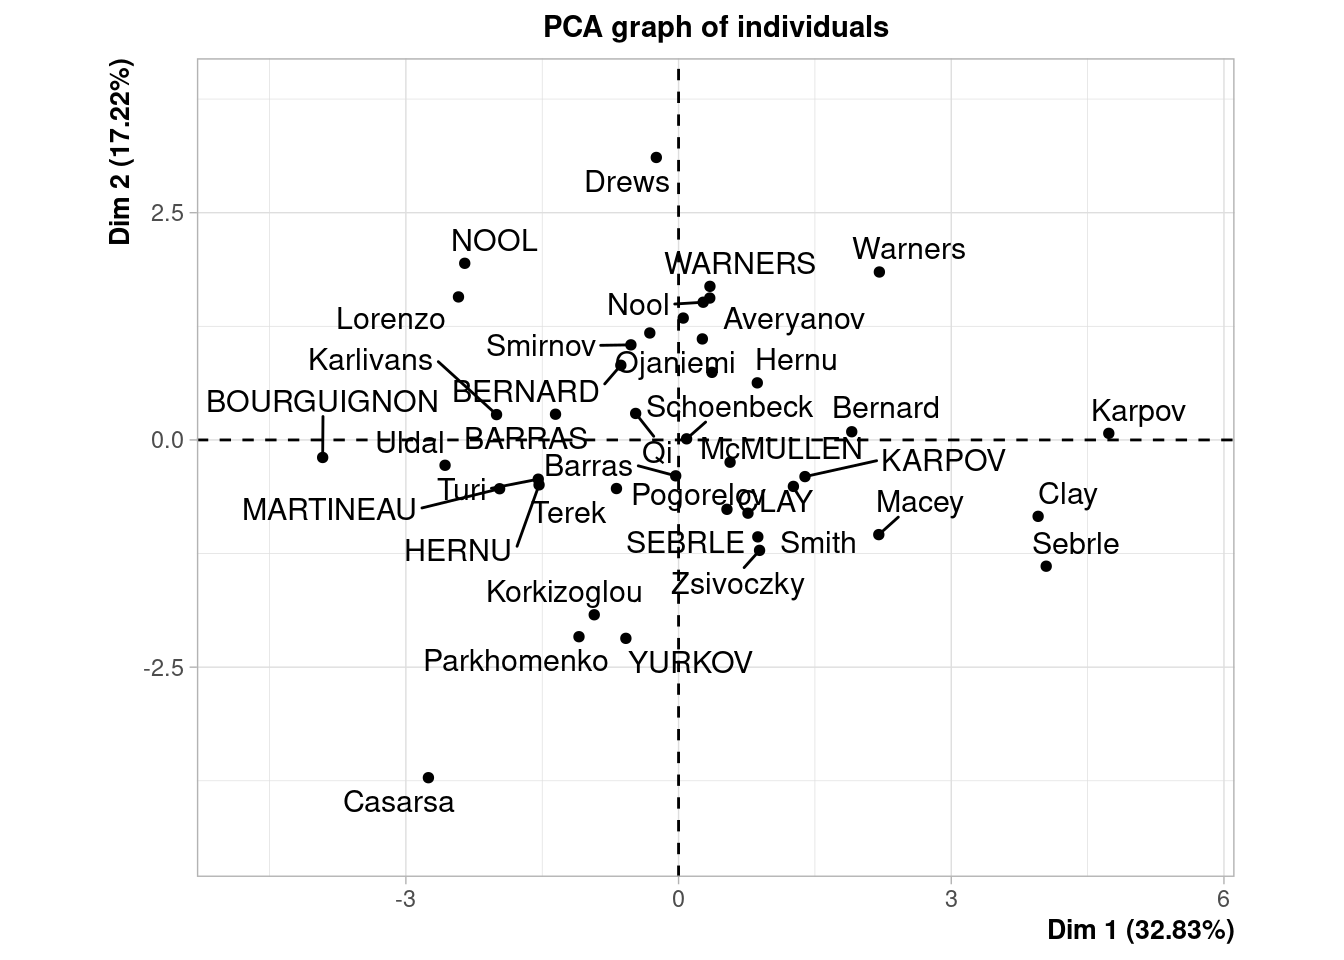 PCA graph of individuals
Dim 2 (17.22%)
2.5
0.0
-2.5
Drews
NOOL
Warners
WARNERS
Nool
Lorenzo
Averyanov
Smirnov
Karlivans
Ojaniemi
Hernu
BERNARD
BOURGUIGNON
Schoenbeck
Bernard
Karpov
Uldal
BARRAS
Qi
McMULLEN
Barras
KARPOV
Turi
Pogorelov
CLAY
Macey
Clay
MARTINEAU
Terek
HERNU
SEBRLE
Smith
Sebrle
Zsivoczky
Korkizoglou
Parkhomenko
YURKOV
Casarsa
-3
0
3
6
Dim 1 (32.83%)